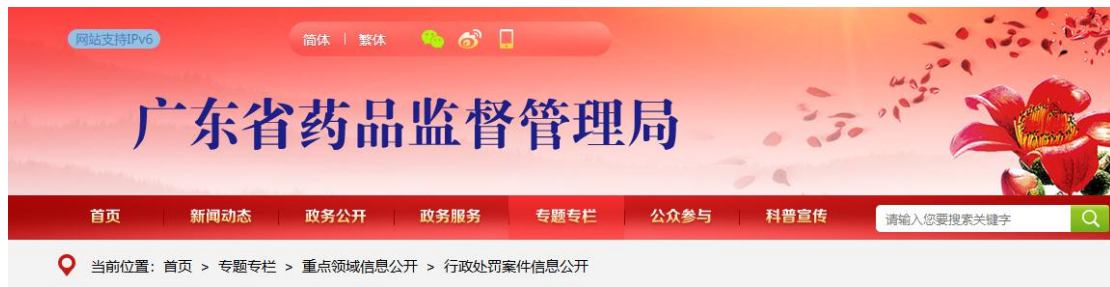 网站支持IPv6
简体 | 繁体
广东省药品监督管理局
首页 新闻动态 政务公开 政务服务 专题专栏 公众参与 科普宣传 请输入您要搜索关键字
当前位置：首页 > 专题专栏 > 重点领域信息公开 > 行政处罚案件信息公开